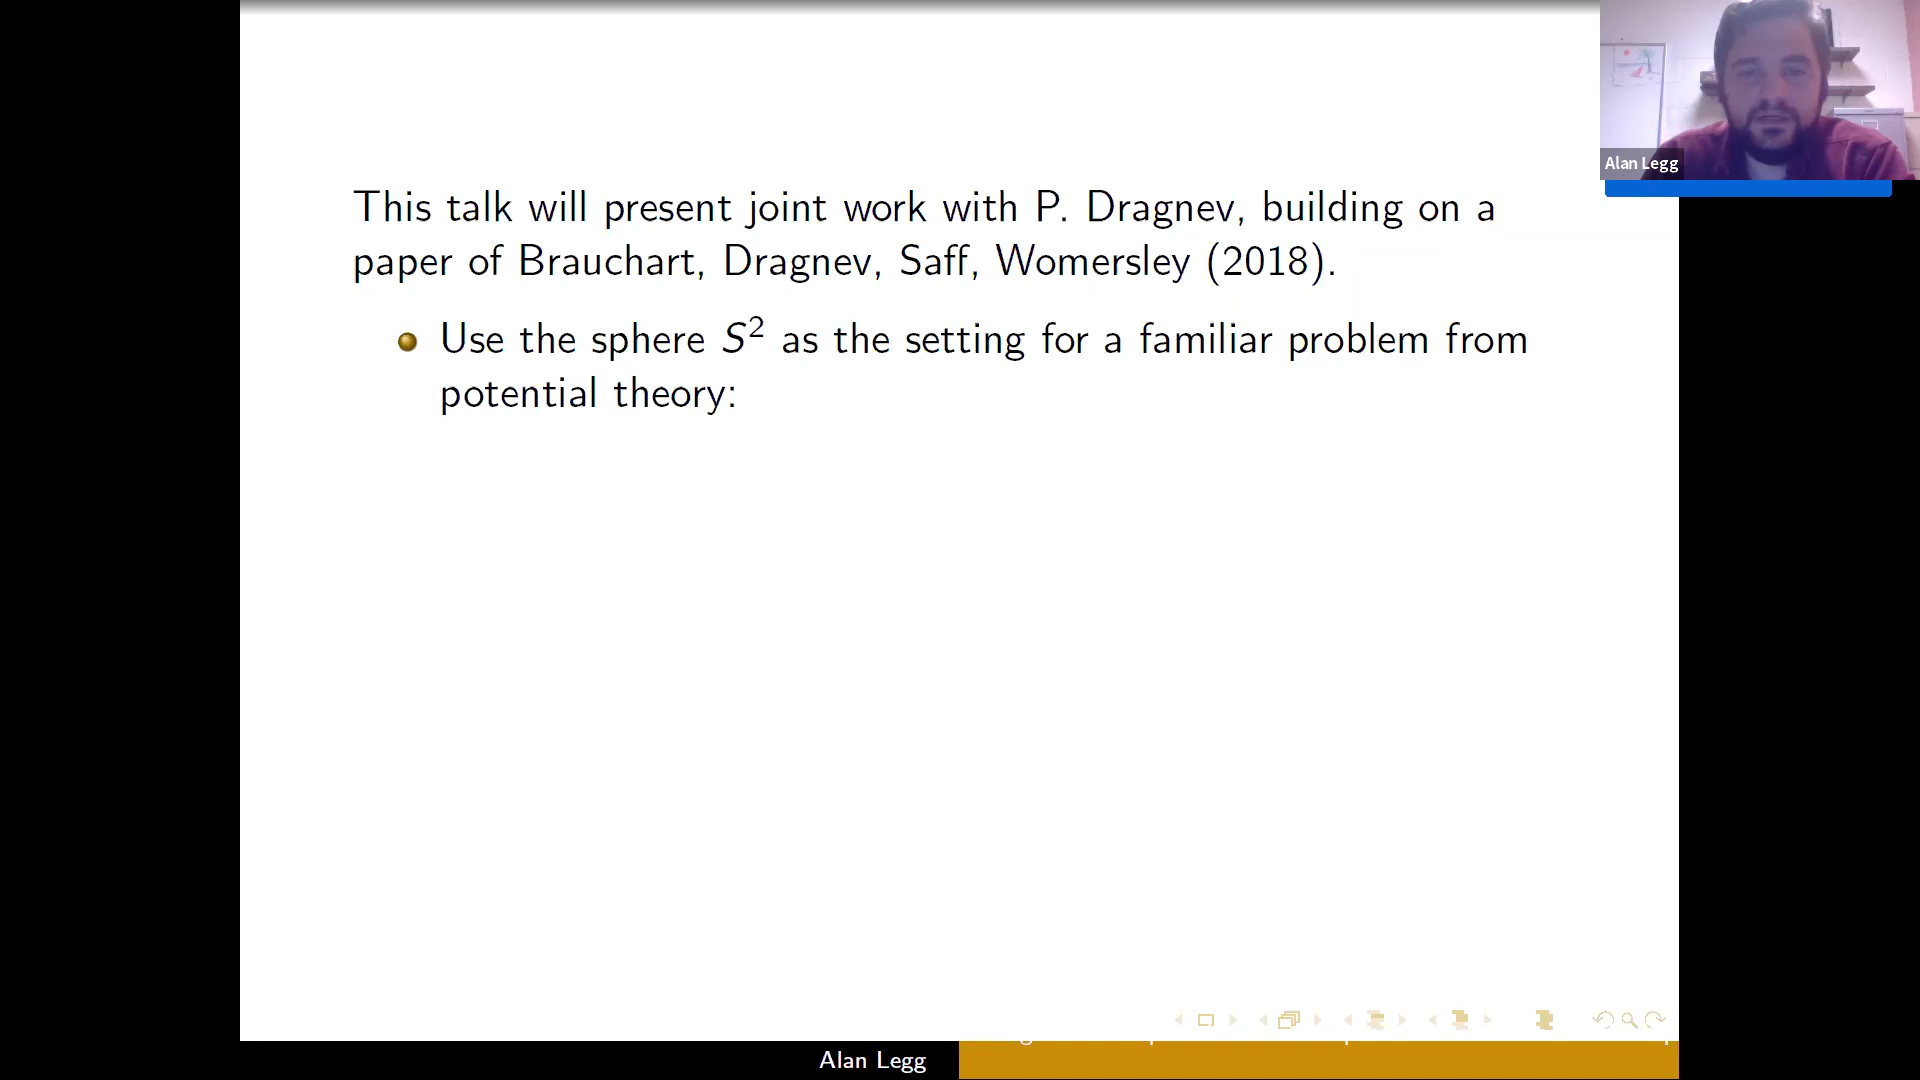 Alan Legg
This talk will present joint work with P. Dragnev, building on a
paper of Brauchart, Dragnev, Saff, Womersley (2018).
Use the sphere S² as the setting for a familiar problem from
potential theory:
Alan Legg